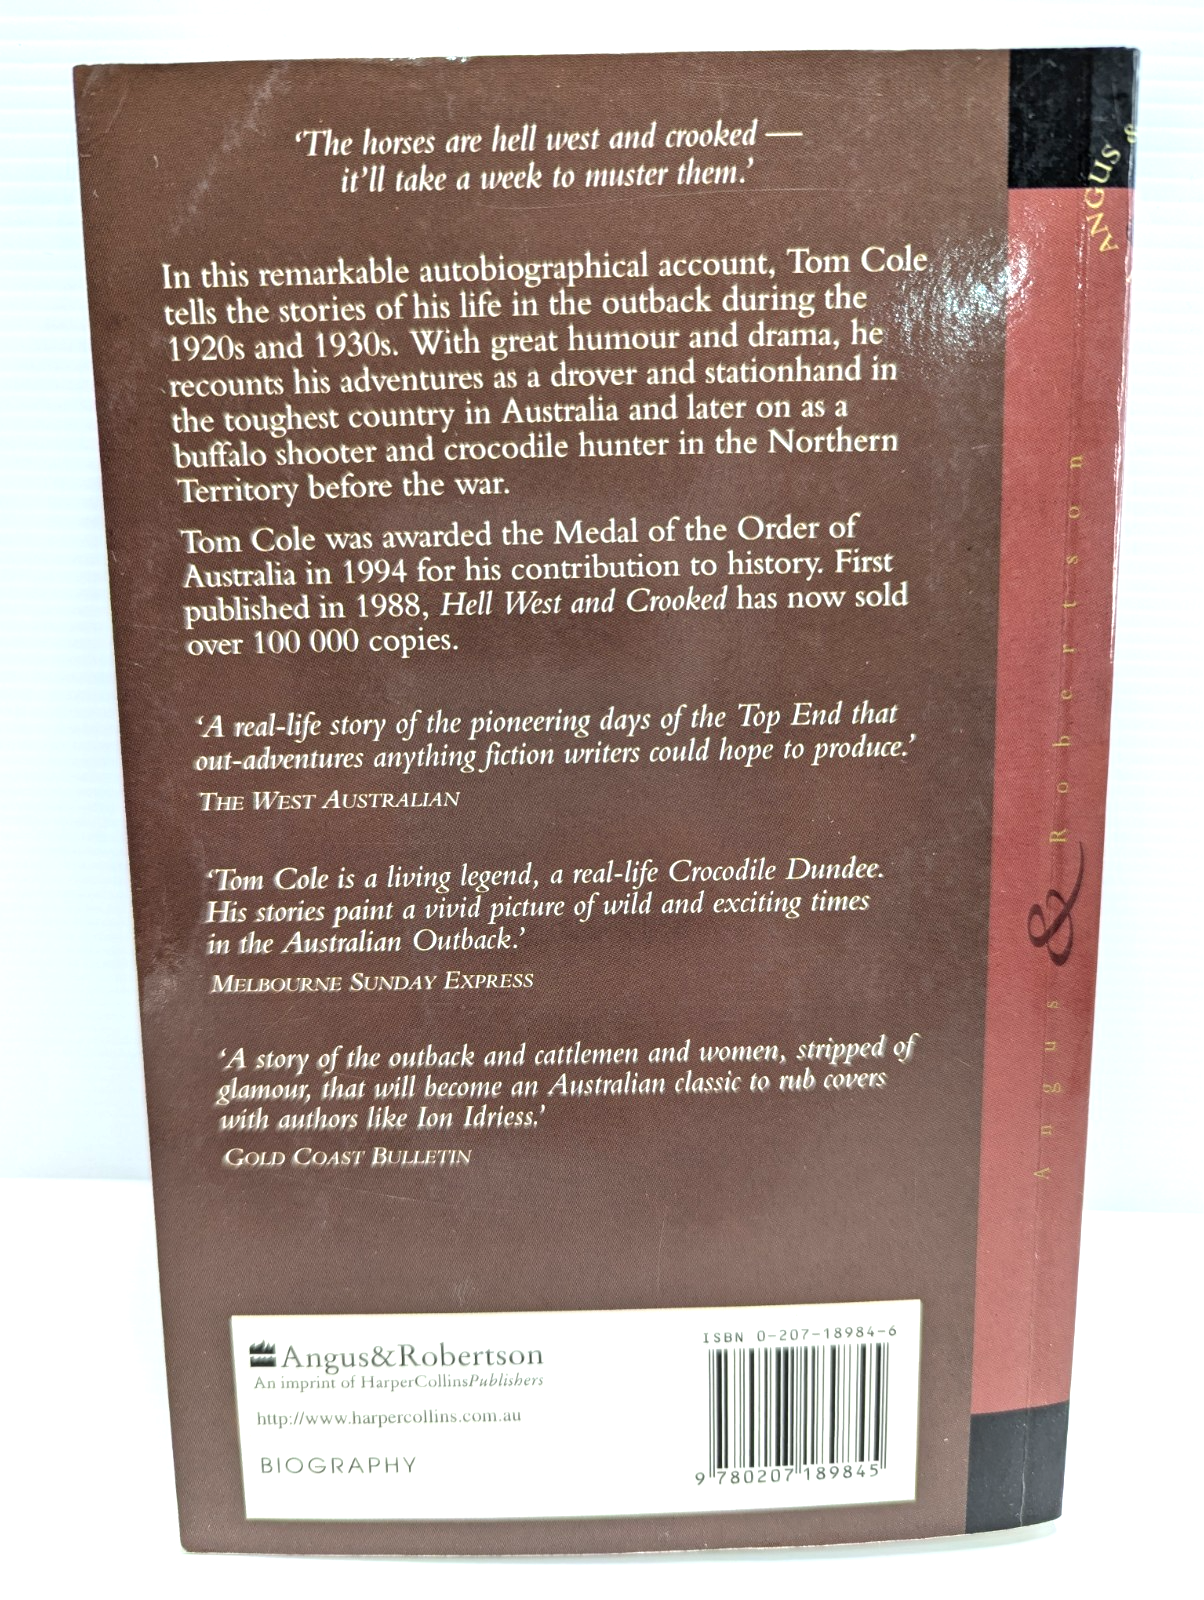 ‘The horses are hell west and crooked —
it’ll take a week to muster them.’
In this remarkable autobiographical account, Tom Cole
tells the stories of his life in the outback during the
1920s and 1930s. With great humour and drama, he
recounts his adventures as a drover and stationhand in
the toughest country in Australia and later on as a
buffalo shooter and crocodile hunter in the Northern
Territory before the war.
Tom Cole was awarded the Medal of the Order of
Australia in 1994 for his contribution to history. First
published in 1988, Hell West and Crooked has now sold
over 100 000 copies.
‘A real-life story of the pioneering days of the Top End that
out-adventures anything fiction writers could hope to produce.’
THE WEST AUSTRALIAN
‘Tom Cole is a living legend, a real-life Crocodile Dundee.
His stories paint a vivid picture of wild and exciting times
in the Australian Outback.’
MELBOURNE SUNDAY EXPRESS
‘A story of the outback and cattlemen and women, stripped of
glamour, that will become an Australian classic to rub covers
with authors like Ion Idriess.’
GOLD COAST BULLETIN
Angus&Robertson
An imprint of HarperCollinsPublishers
http://www.harpercollins.com.au
BIOGRAPHY
ISBN 0-207-18984-6
9 780207 189845
ANGUS &
Angus & Robertson